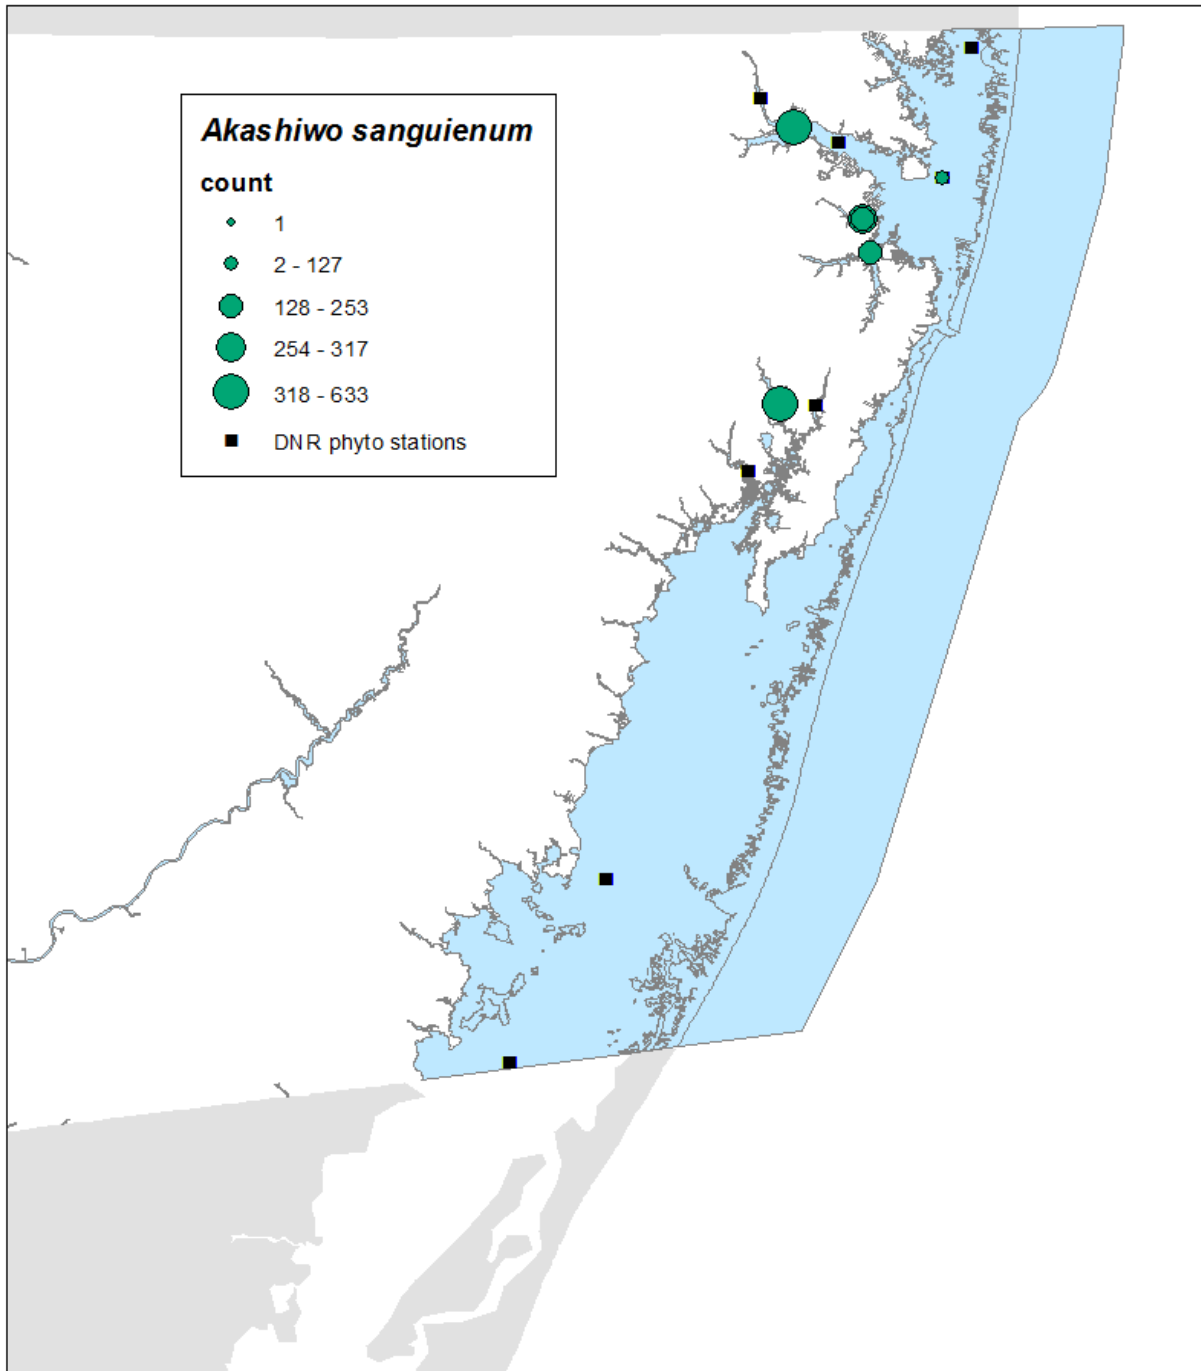 Akashiwo sanguienum
count
1
2 - 127
128 - 253
254 - 317
318 - 633
DNR phyto stations